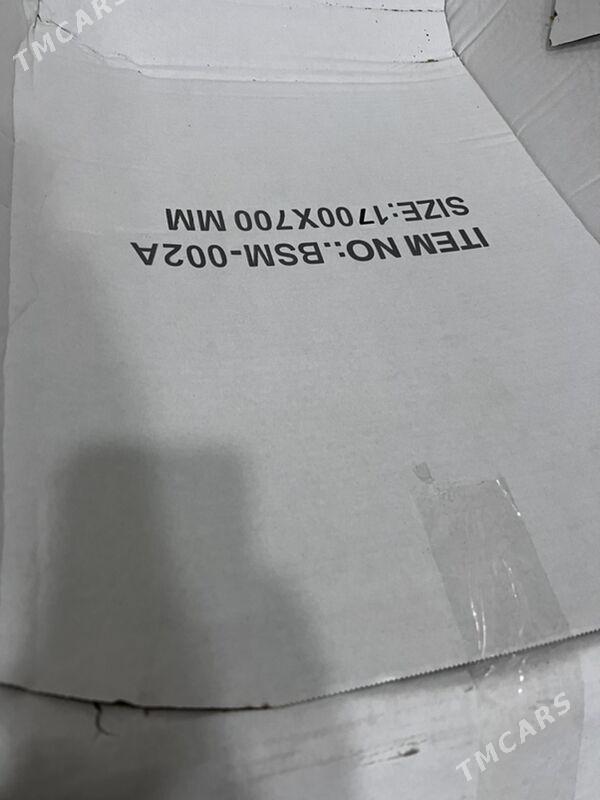 TMCARS
ITEM NO:.BSM-002A
SIZE:1700X700 MM
TMCARS